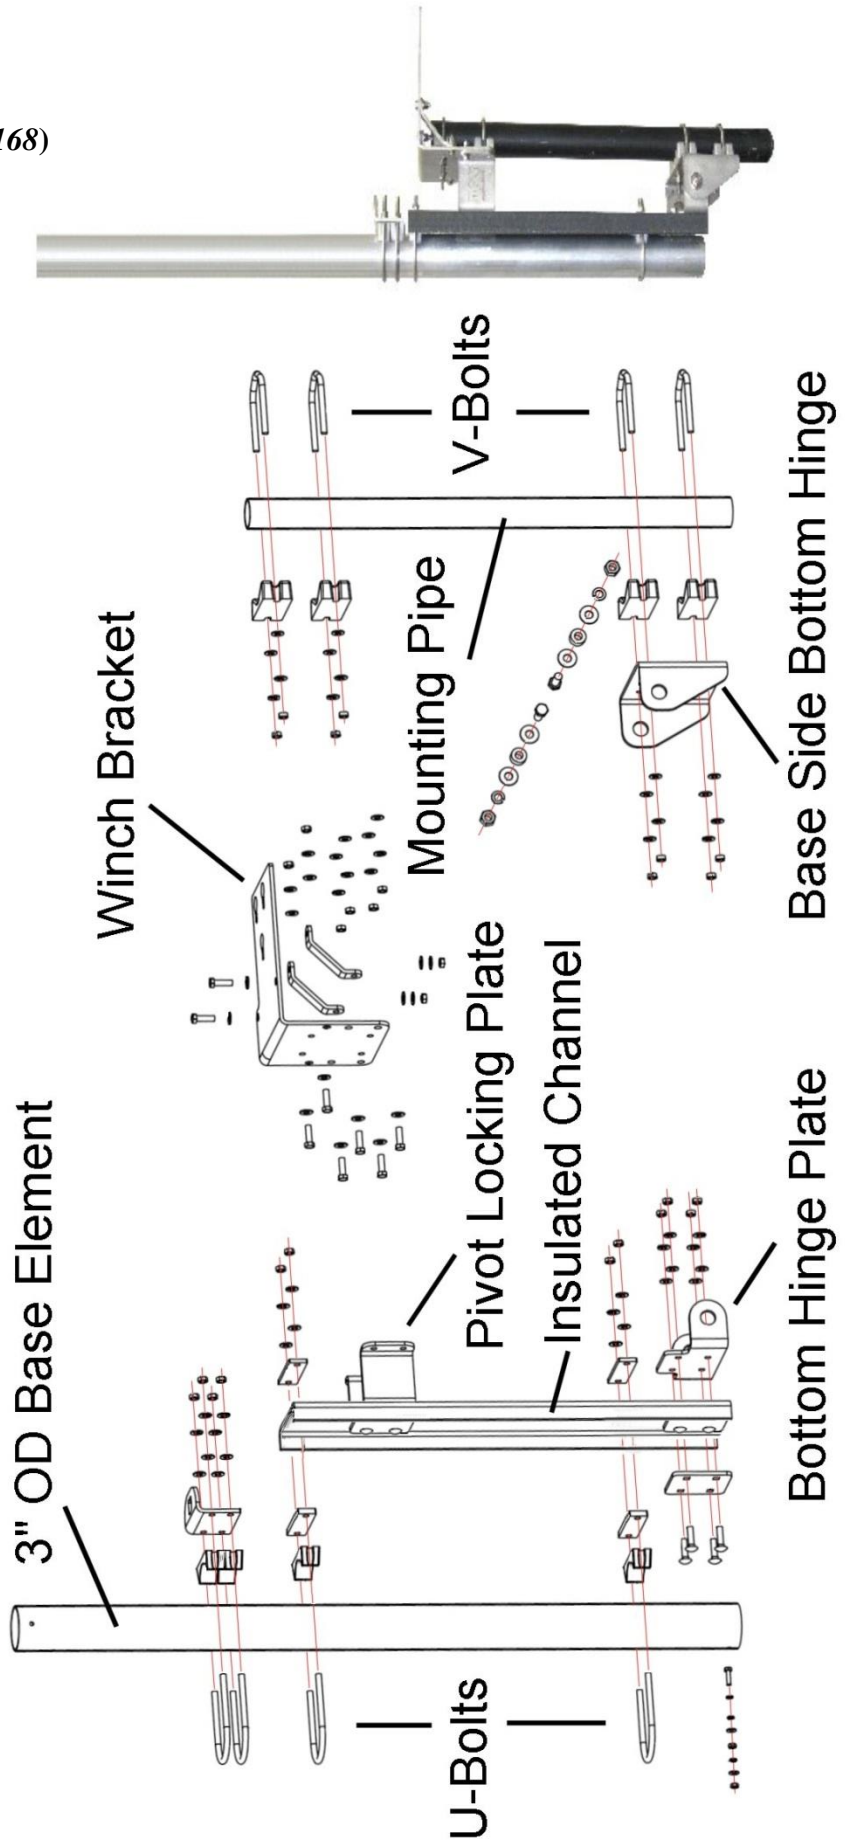 168)
V-Bolts
Winch Bracket
Mounting Pipe
Base Side Bottom Hinge
3" OD Base Element
Pivot Locking Plate
Insulated Channel
Bottom Hinge Plate
U-Bolts